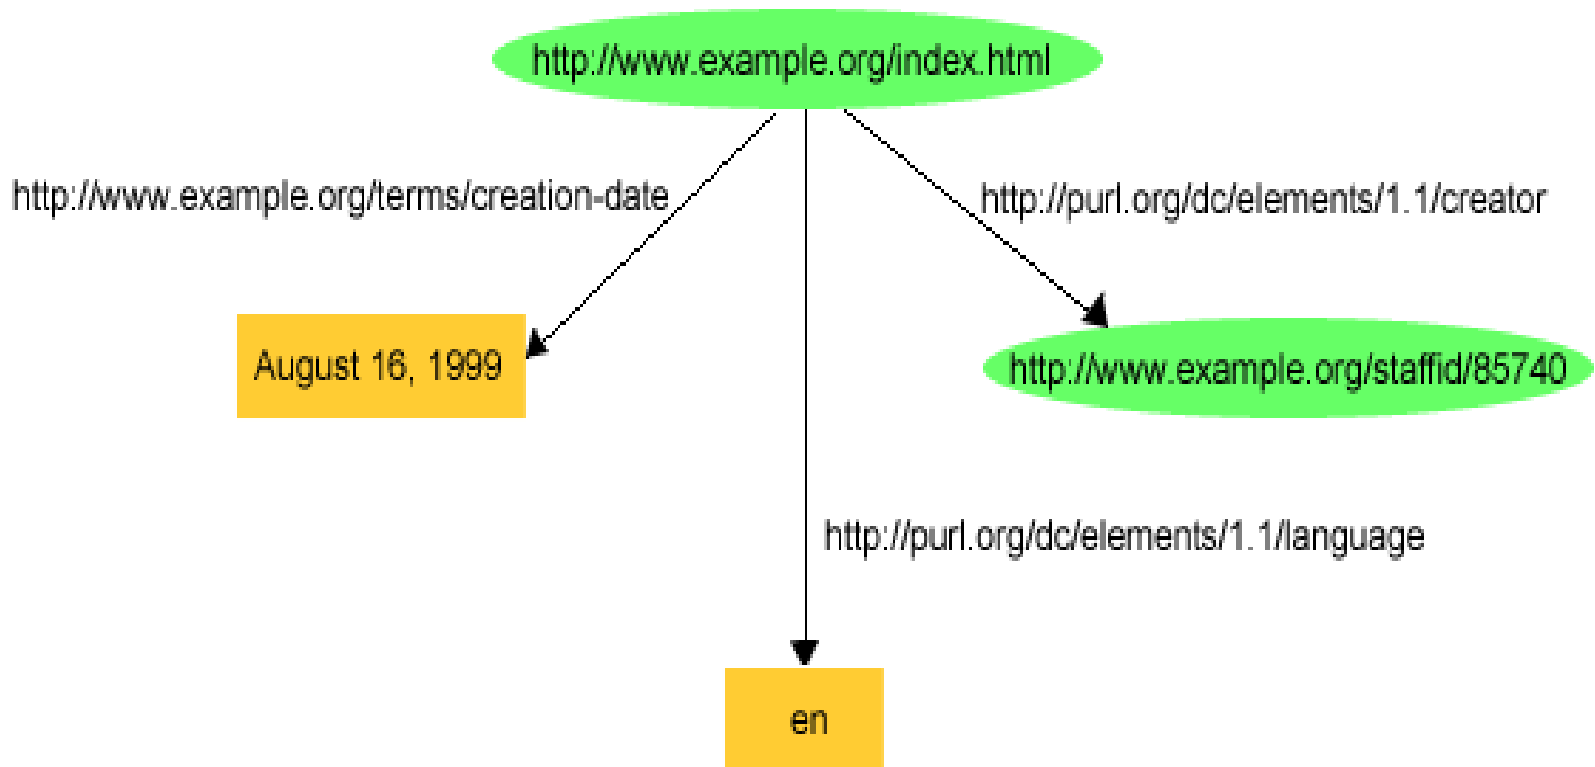 http://www.example.org/index.html
http://www.example.org/terms/creation-date
http://purl.org/dc/elements/1.1/creator
August 16, 1999
http://www.example.org/staffid/85740
http://purl.org/dc/elements/1.1/language
en